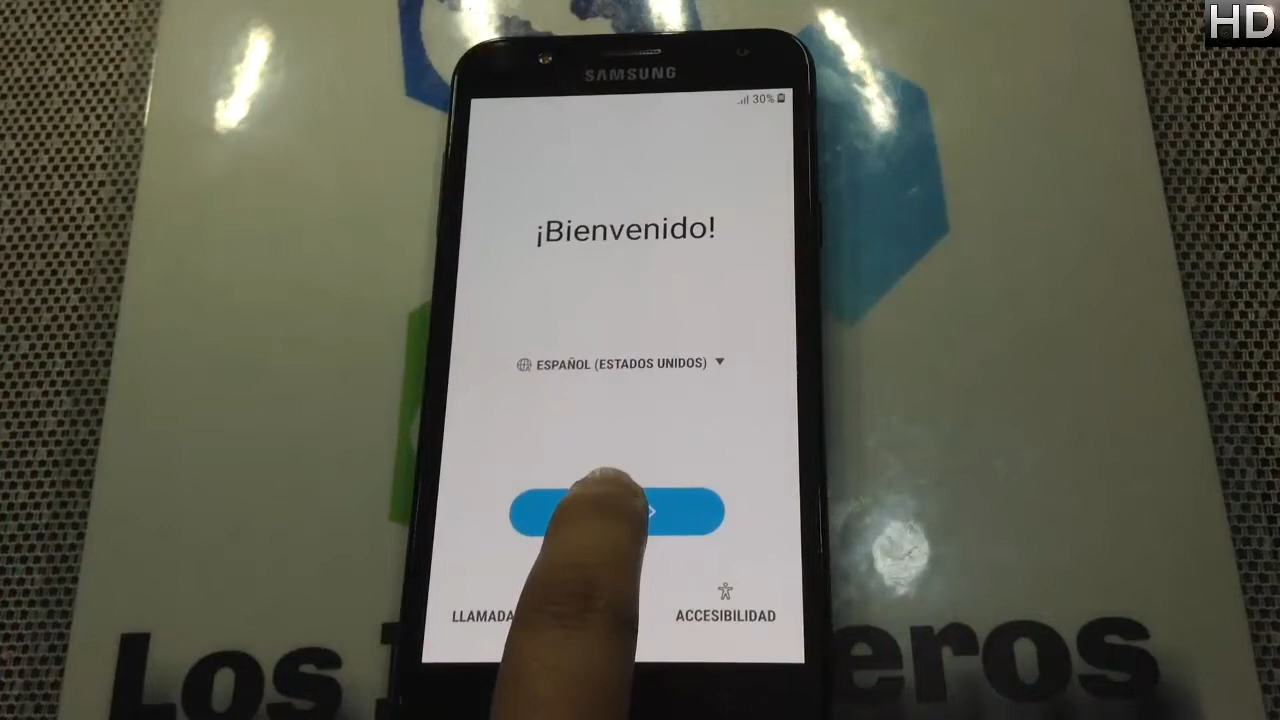 HD
SAMSUNG
30%
¡Bienvenido!
ESPAÑOL (ESTADOS UNIDOS)
LLAMADA
ACCESIBILIDAD
Los eros